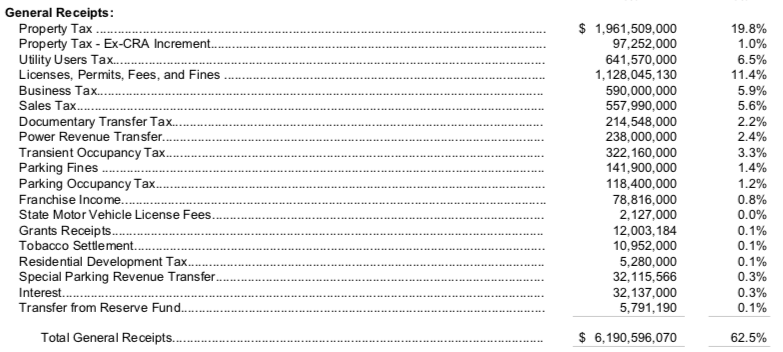 General Receipts:
Property Tax ........ $ 1,961,509,000 19.8%
Property Tax - Ex-CRA Increment........ 97,252,000 1.0%
Utility Users Tax........ 641,570,000 6.5%
Licenses, Permits, Fees, and Fines ........ 1,128,045,130 11.4%
Business Tax........ 590,000,000 5.9%
Sales Tax........ 557,990,000 5.6%
Documentary Transfer Tax........ 214,548,000 2.2%
Power Revenue Transfer........ 238,000,000 2.4%
Transient Occupancy Tax........ 322,160,000 3.3%
Parking Fines ........ 141,900,000 1.4%
Parking Occupancy Tax........ 118,400,000 1.2%
Franchise Income........ 78,816,000 0.8%
State Motor Vehicle License Fees........ 2,127,000 0.0%
Grants Receipts........ 12,003,184 0.1%
Tobacco Settlement........ 10,952,000 0.1%
Residential Development Tax........ 5,280,000 0.1%
Special Parking Revenue Transfer........ 32,115,566 0.3%
Interest........ 32,137,000 0.3%
Transfer from Reserve Fund........ 5,791,190 0.1%
Total General Receipts........ $ 6,190,596,070 62.5%